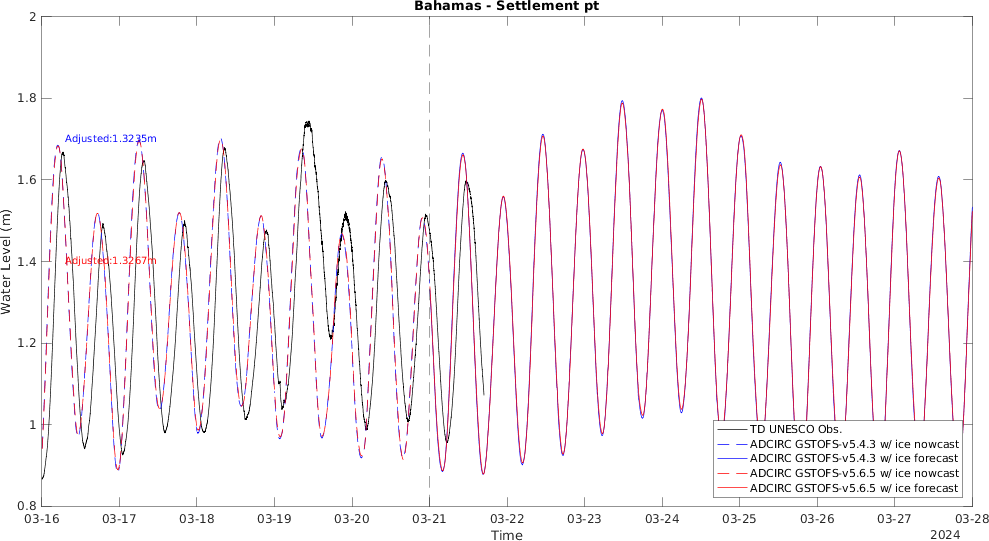 Bahamas - Settlement pt
2
1.8
1.6
1.4
1.2
1
0.8
Water Level (m)
Adjusted:1.3235m
Adjusted:1.3267m
TD UNESCO Obs.
ADCIRC GSTOFS-v5.4.3 w/ ice nowcast
ADCIRC GSTOFS-v5.4.3 w/ ice forecast
ADCIRC GSTOFS-v5.6.5 w/ ice nowcast
ADCIRC GSTOFS-v5.6.5 w/ ice forecast
03-16 03-17 03-18 03-19 03-20 03-21 03-22 03-23 03-24 03-25 03-26 03-27 03-28
Time
2024